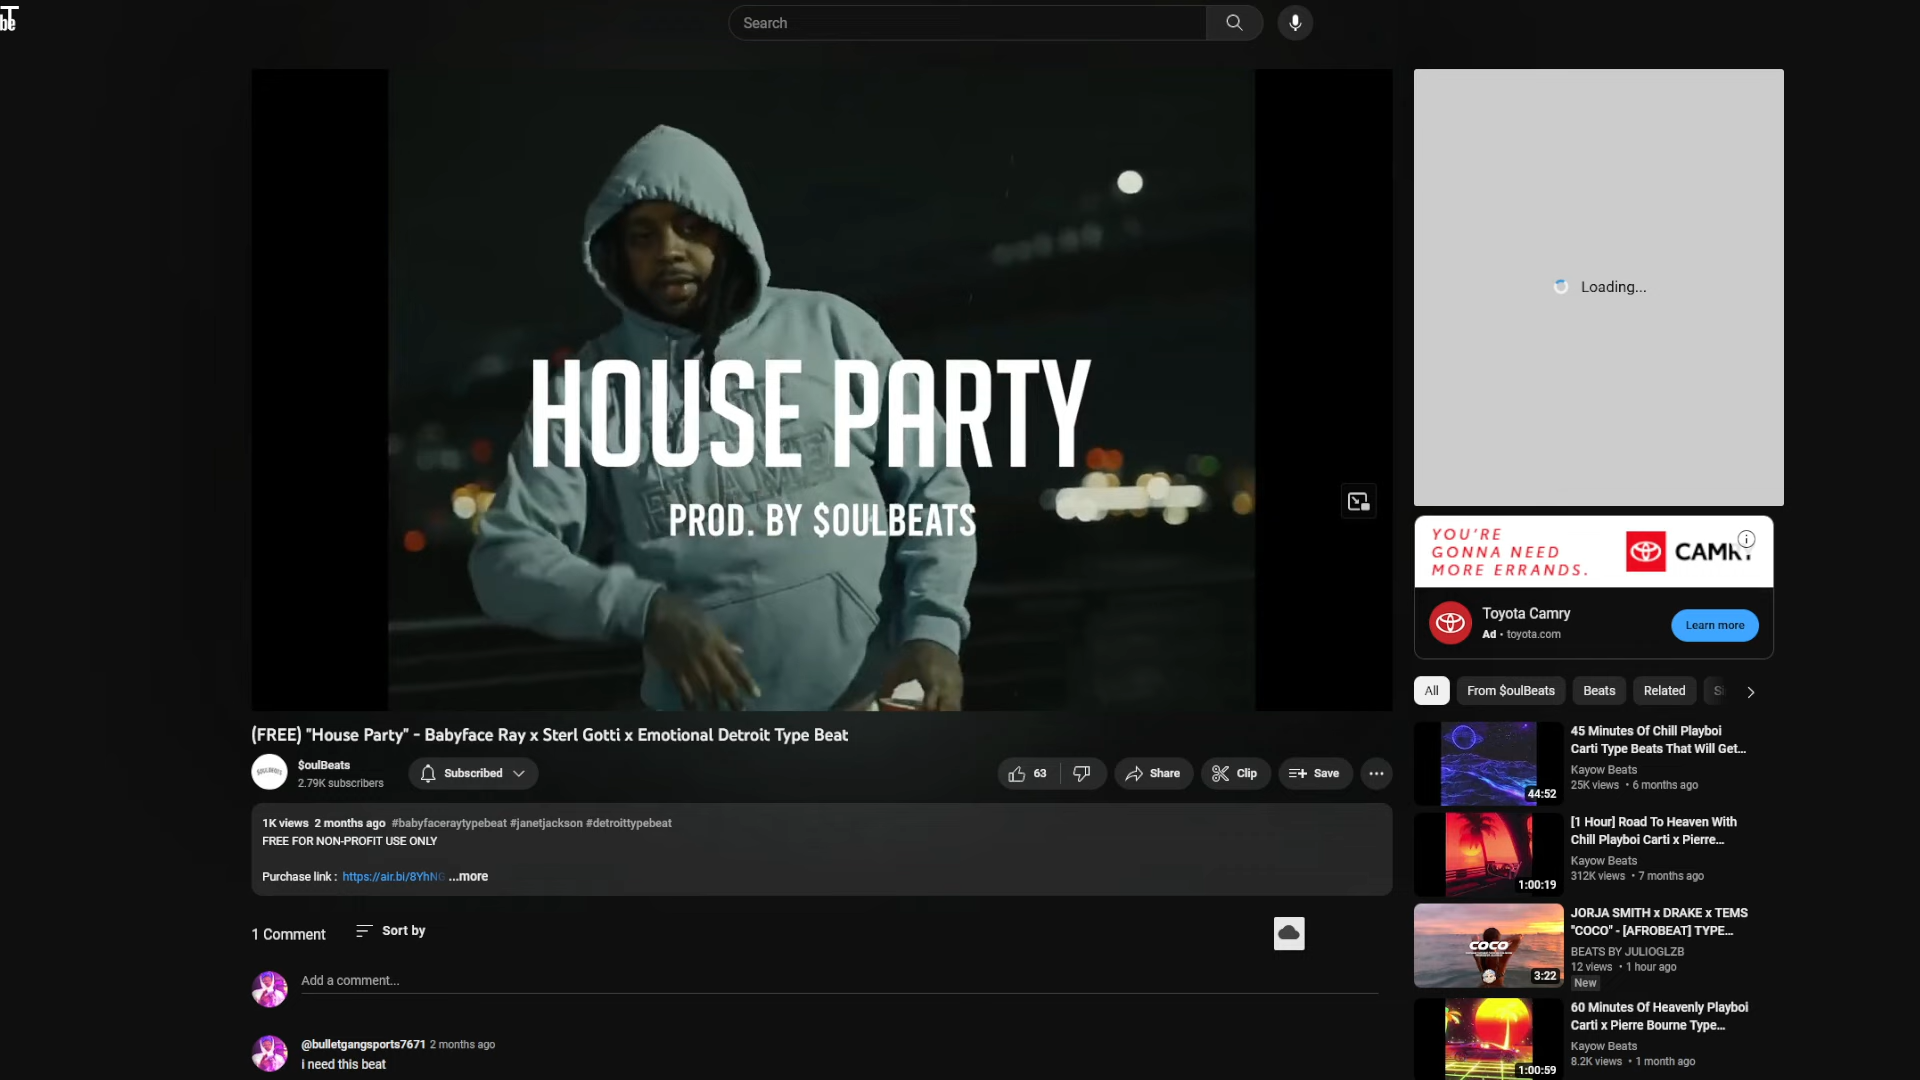 be
Search
HOUSE PARTY
PROD. BY $OULBEATS
Loading...
YOU'RE
GONNA NEED
MORE ERRANDS.
CAMRY
Toyota Camry
Ad • toyota.com
Learn more
All
From $oulBeats
Beats
Related
(FREE) "House Party" - Babyface Ray x Sterl Gotti x Emotional Detroit Type Beat
$oulBeats
2.79K subscribers
Subscribed
63
Share
Clip
Save
1K views 2 months ago #babyfaceraytypebeat #janetjackson #detroittypebeat
FREE FOR NON-PROFIT USE ONLY
Purchase link : https://air.bi/8YhNG ...more
1 Comment
Sort by
Add a comment...
@bulletgangsports7671 2 months ago
i need this beat
45 Minutes Of Chill Playboi
Carti Type Beats That Will Get...
Kayow Beats
25K views • 6 months ago
44:52
[1 Hour] Road To Heaven With
Chill Playboi Carti x Pierre...
Kayow Beats
312K views • 7 months ago
1:00:19
JORJA SMITH x DRAKE x TEMS
"COCO" - [AFROBEAT] TYPE...
BEATS BY JULIOGLZB
12 views • 1 hour ago
New
COCO
3:22
60 Minutes Of Heavenly Playboi
Carti x Pierre Bourne Type...
Kayow Beats
8.2K views • 1 month ago
1:00:59